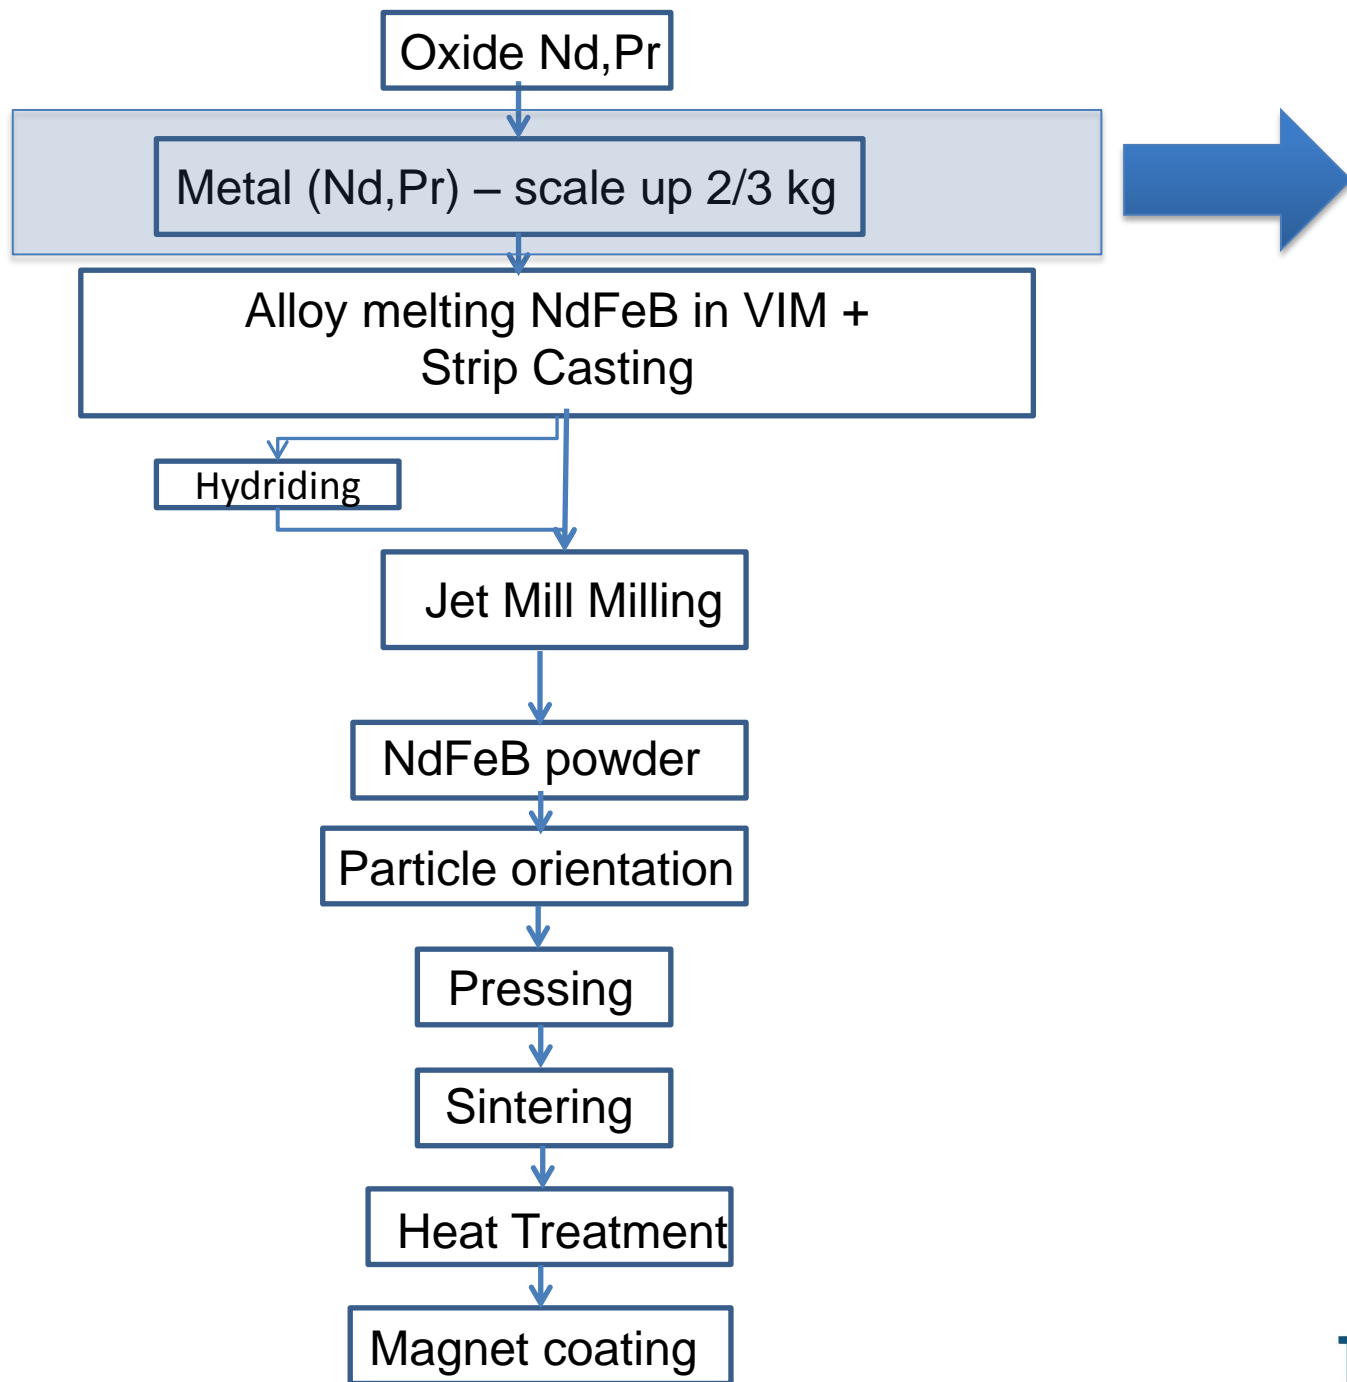 Oxide Nd,Pr
Metal (Nd,Pr) – scale up 2/3 kg
Alloy melting NdFeB in VIM +
Strip Casting
Hydriding
Jet Mill Milling
NdFeB powder
Particle orientation
Pressing
Sintering
Heat Treatment
Magnet coating